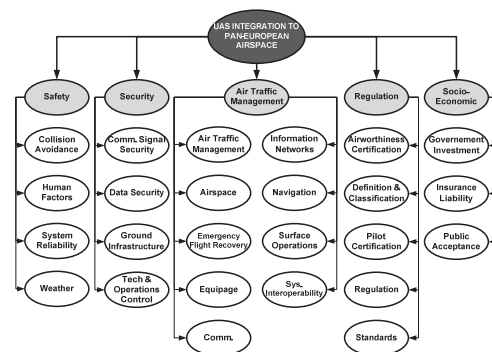 UAS INTEGRATION TO
PAN-EUROPEAN
AIRSPACE
Safety
Security
Air Traffic
Management
Regulation
Socio-
Economic
Collision
Avoidance
Comm. Signal
Security
Air Traffic
Management
Information
Networks
Airworthiness
Certification
Governement
Investment
Human
Factors
Data Security
Airspace
Navigation
Definition &
Classification
Insurance
Liability
System
Reliability
Ground
Infrastructure
Emergency
Flight Recovery
Surface
Operations
Pilot
Certification
Public
Acceptance
Weather
Tech &
Operations
Control
Equipage
Sys.
Interoperability
Regulation
Comm.
Standards